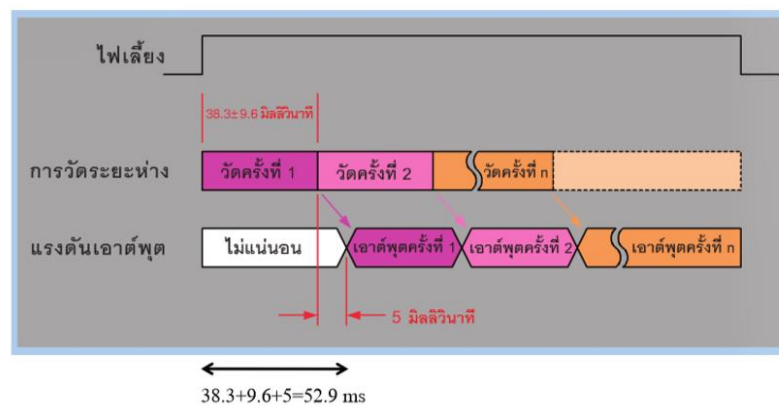 ไฟเลี้ยง
38.3±9.6 มิลลิวินาที
การวัดระยะห่าง
วัดครั้งที่ 1
วัดครั้งที่ 2
วัดครั้งที่ n
แรงดันเอาต์พุต
ไม่แน่นอน
เอาต์พุตครั้งที่ 1
เอาต์พุตครั้งที่ 2
เอาต์พุตครั้งที่ n
5 มิลลิวินาที
38.3+9.6+5=52.9 ms